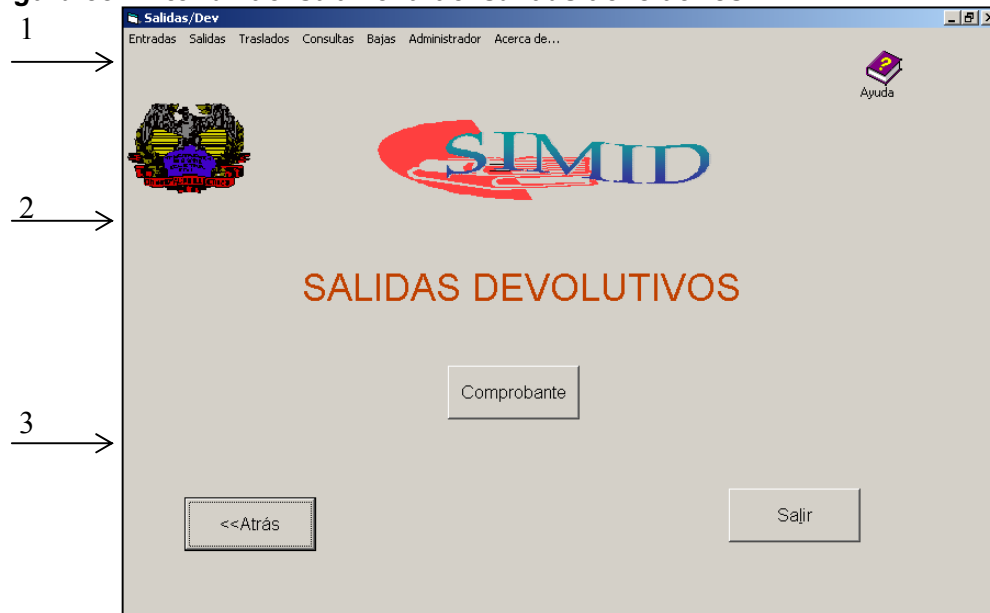 1
Salidas/Dev
Entradas Salidas Traslados Consultas Bajas Administrador Acerca de...
Ayuda
SIMID
2
SALIDAS DEVOLUTIVOS
Comprobante
3
<<Atrás
Salir